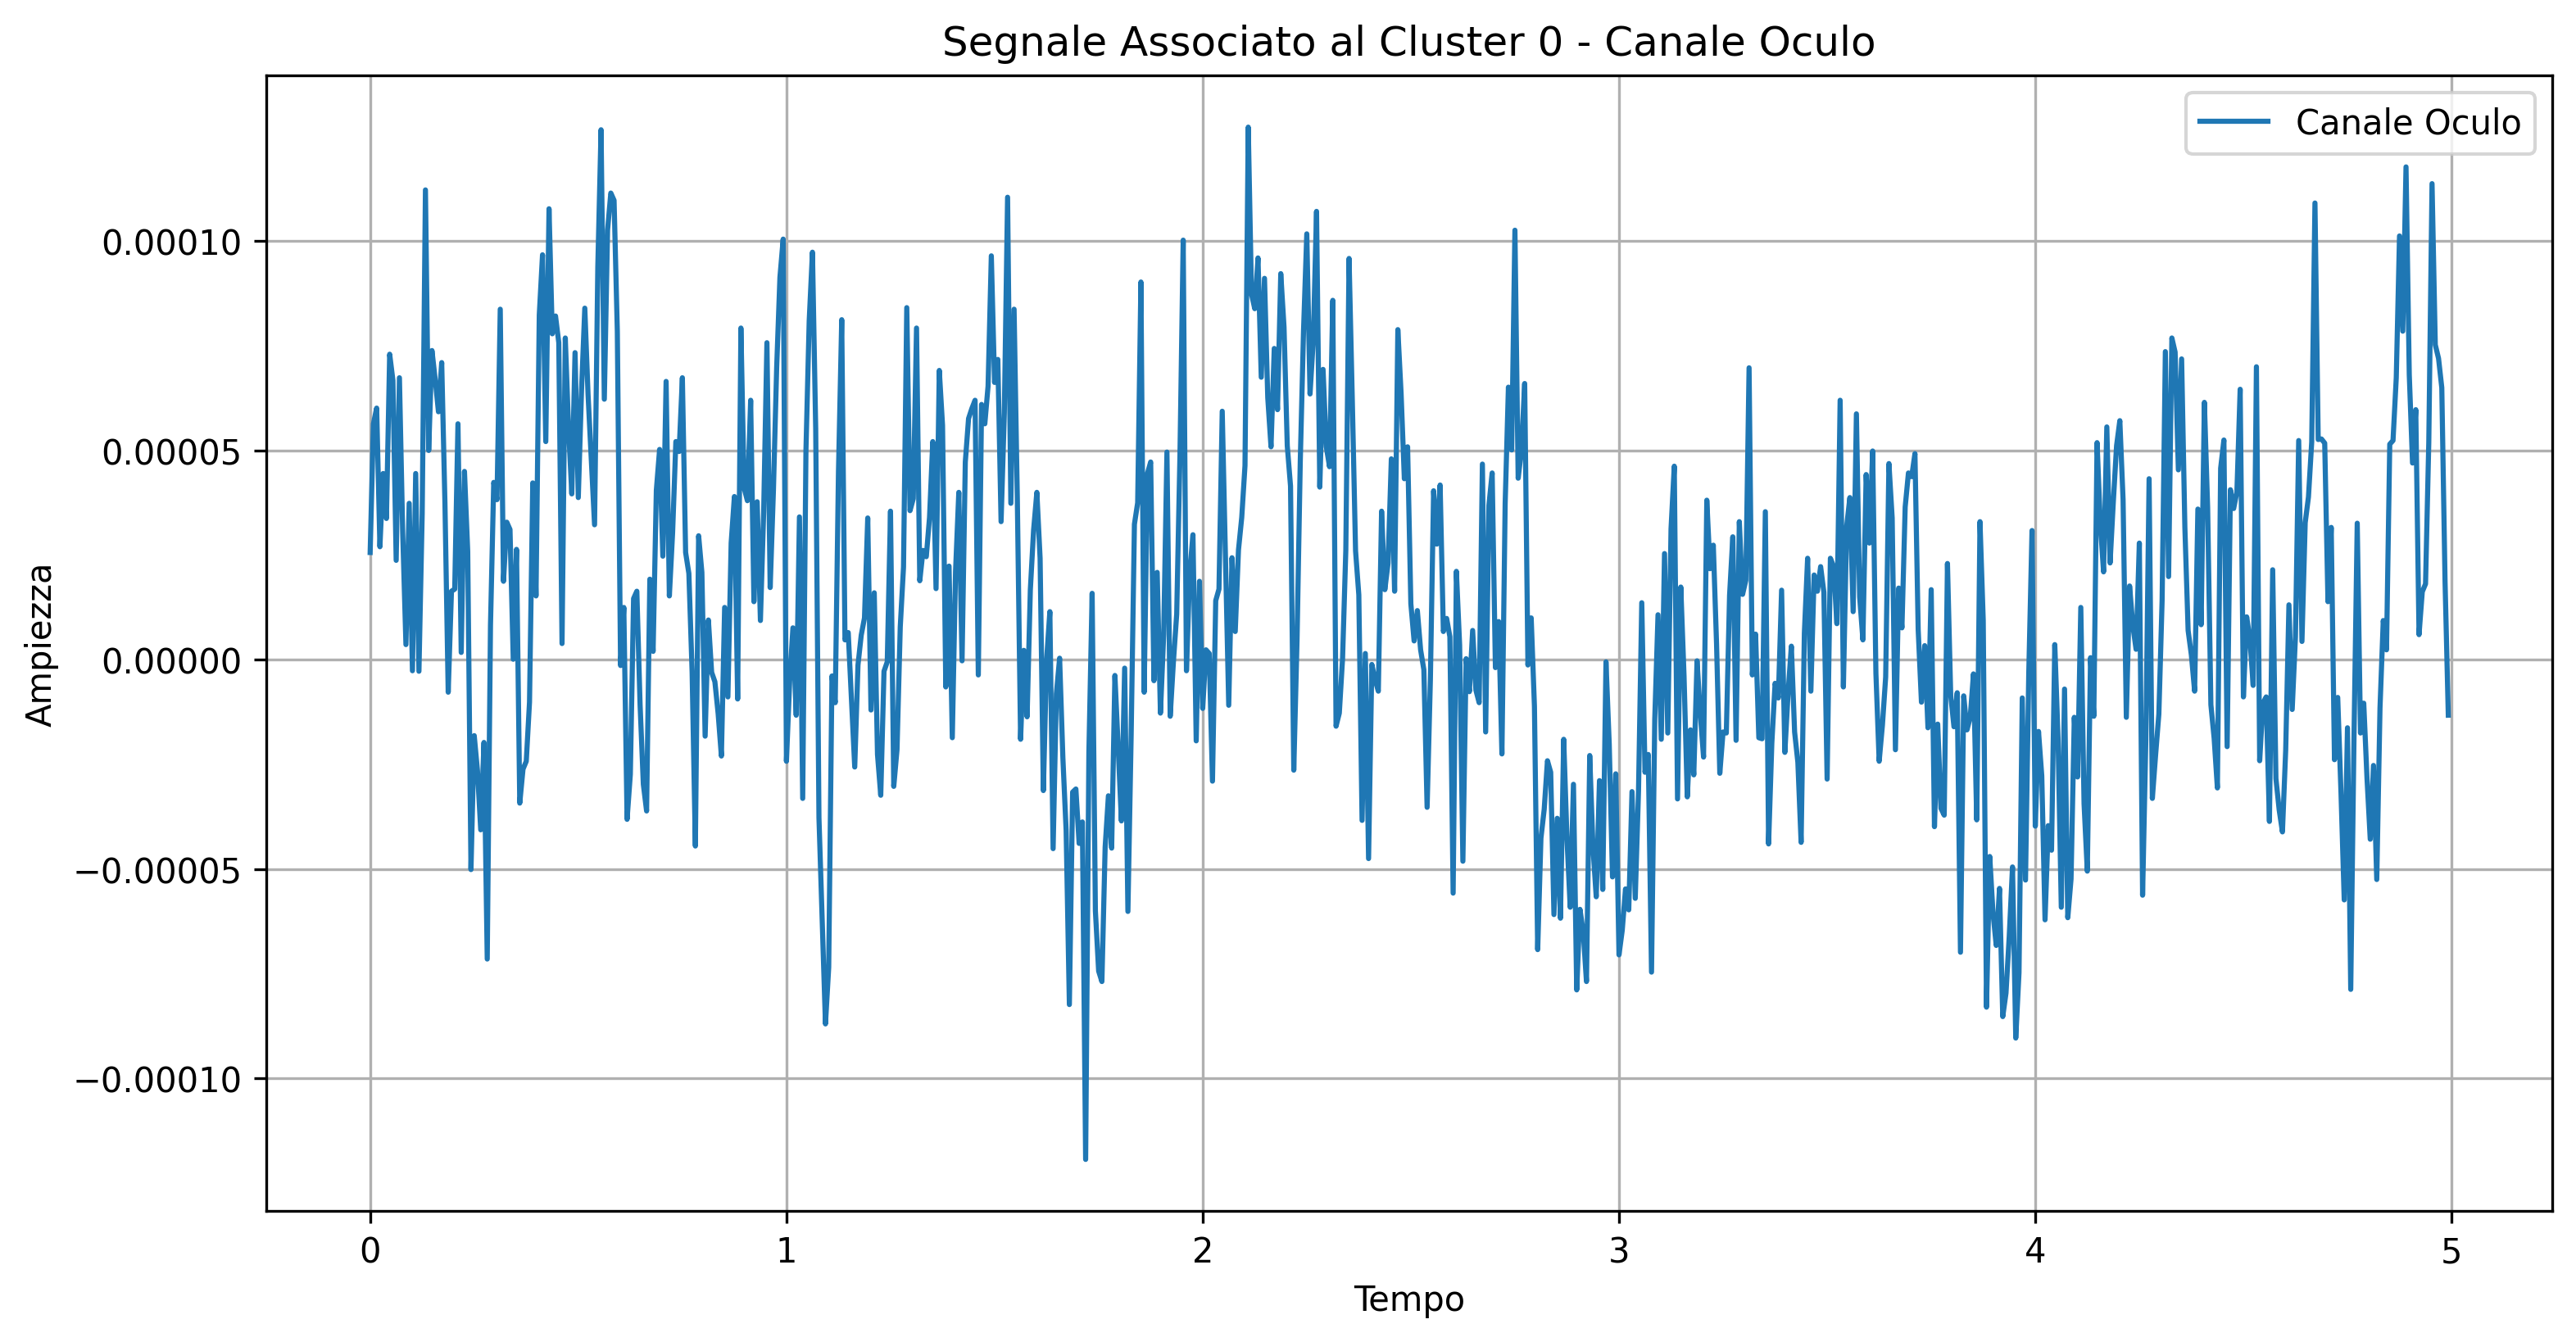 Segnale Associato al Cluster 0 - Canale Oculo
Canale Oculo
0.00010
0.00005
0.00000
−0.00005
−0.00010
Ampiezza
0 1 2 3 4 5
Tempo